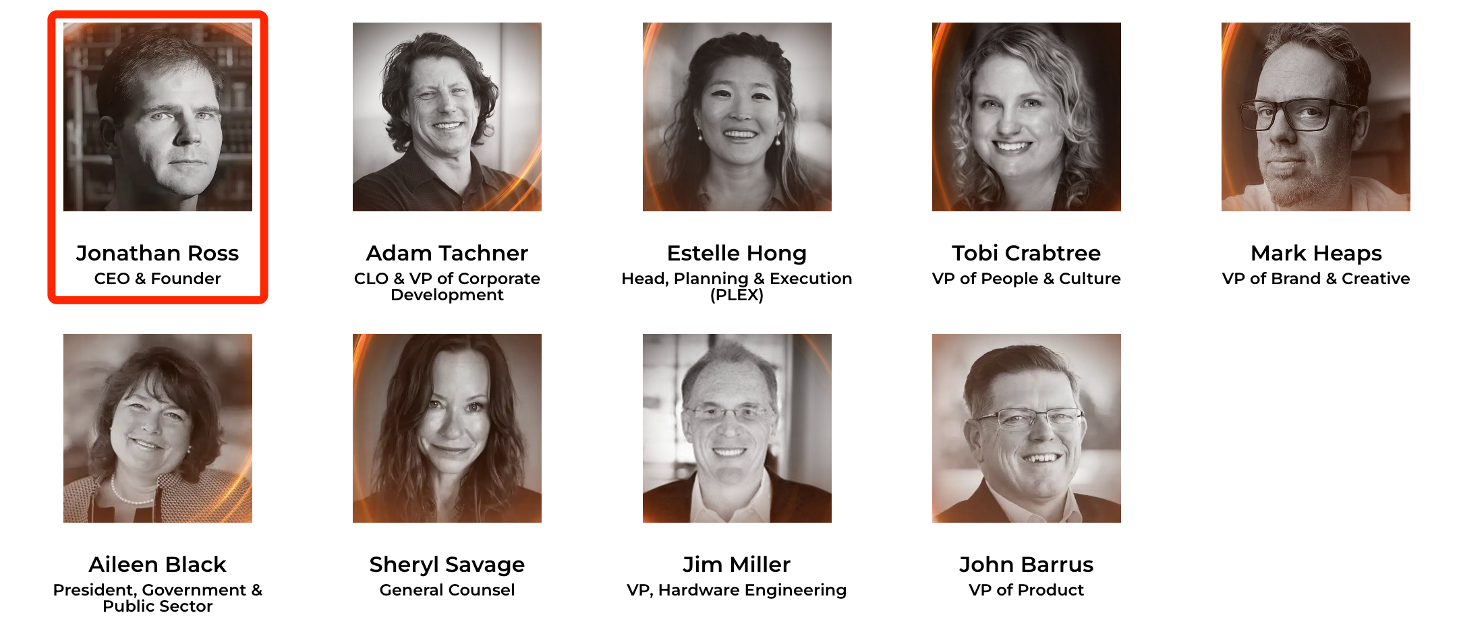 Jonathan Ross
CEO & Founder
Adam Tachner
CLO & VP of Corporate
Development
Estelle Hong
Head, Planning & Execution
(PLEX)
Tobi Crabtree
VP of People & Culture
Mark Heaps
VP of Brand & Creative
Aileen Black
President, Government &
Public Sector
Sheryl Savage
General Counsel
Jim Miller
VP, Hardware Engineering
John Barrus
VP of Product